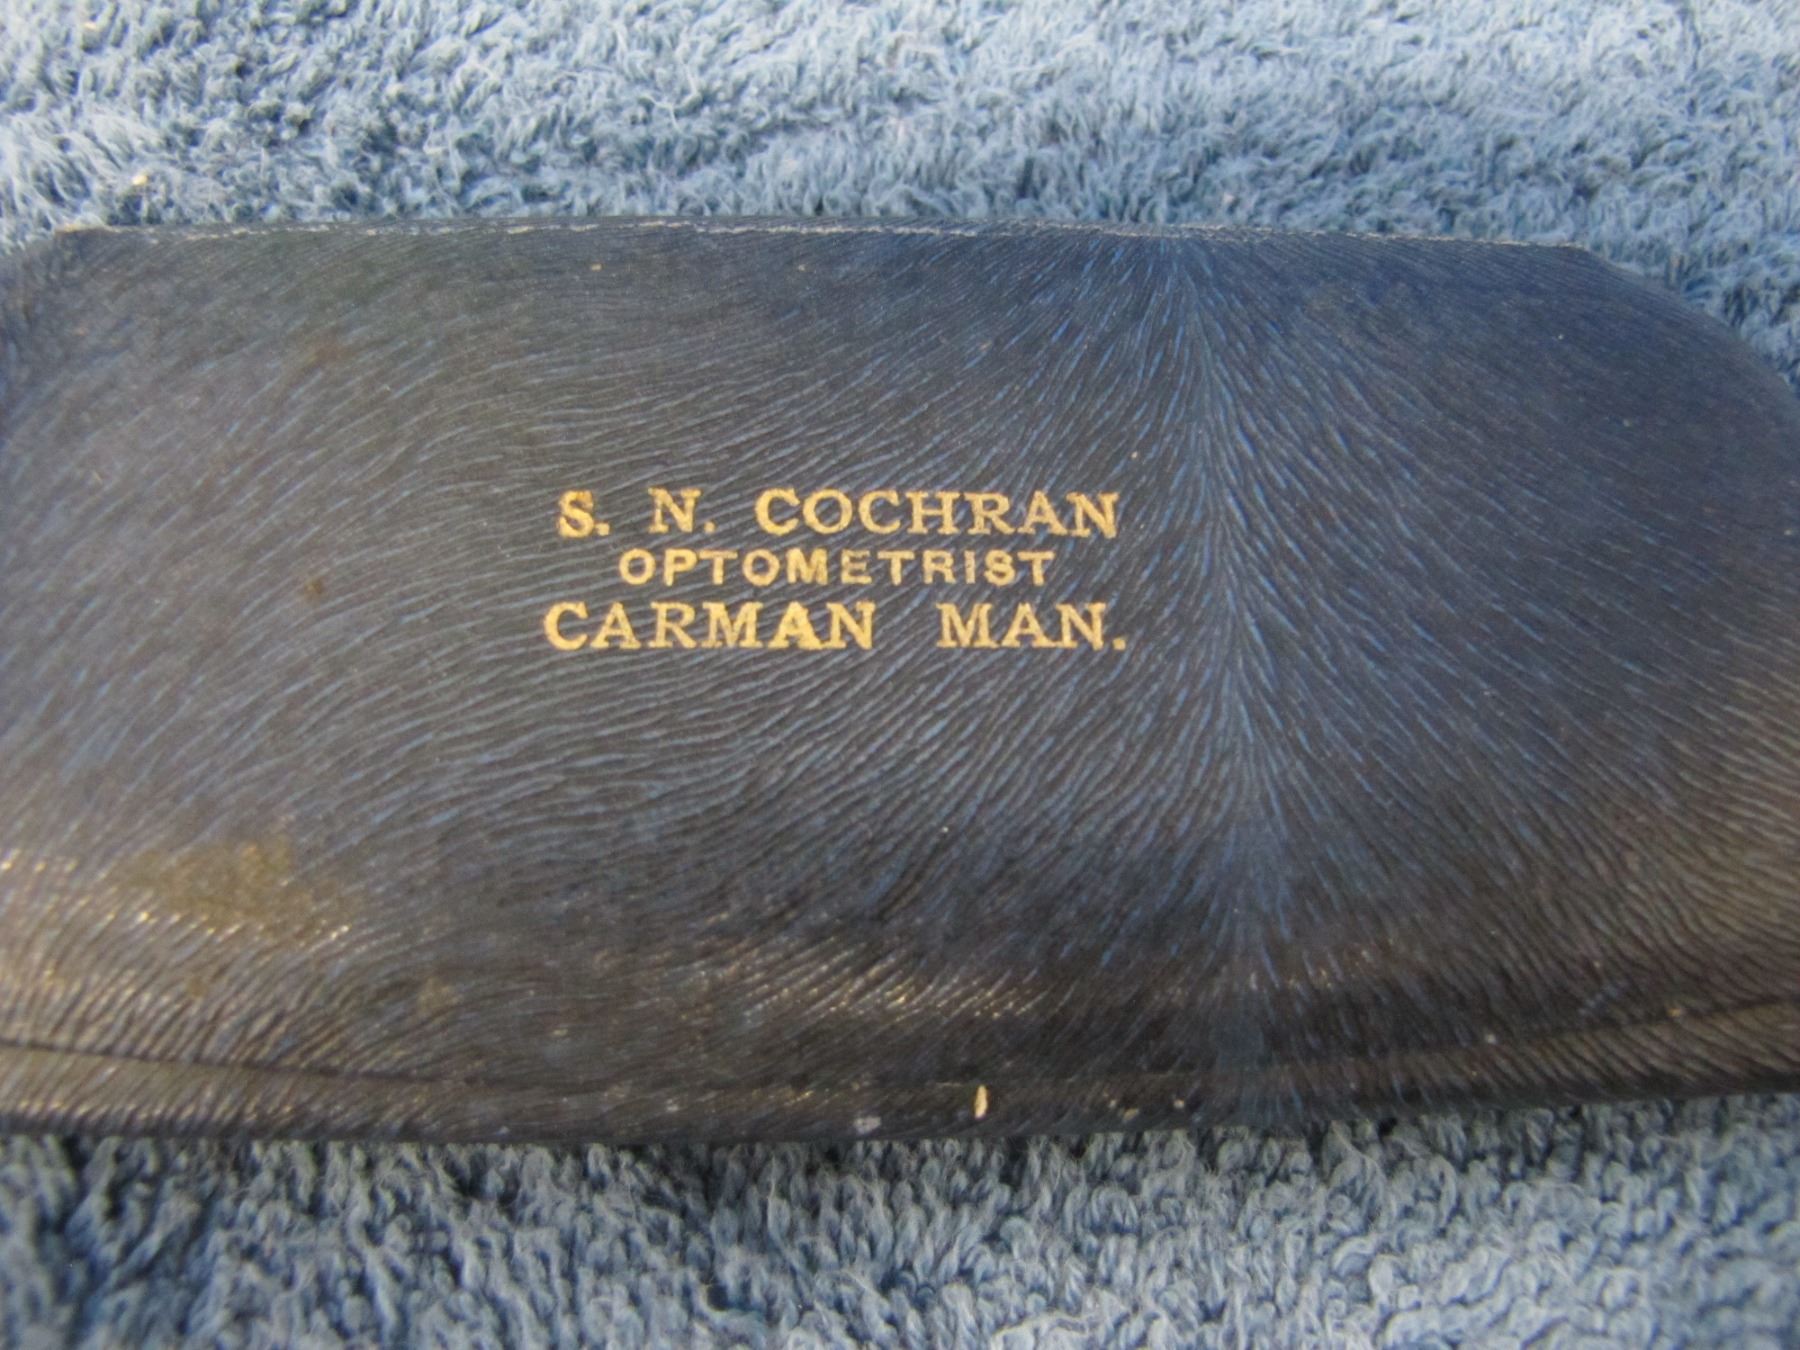 S. N. COCHRAN
OPTOMETRIST
CARMAN MAN.